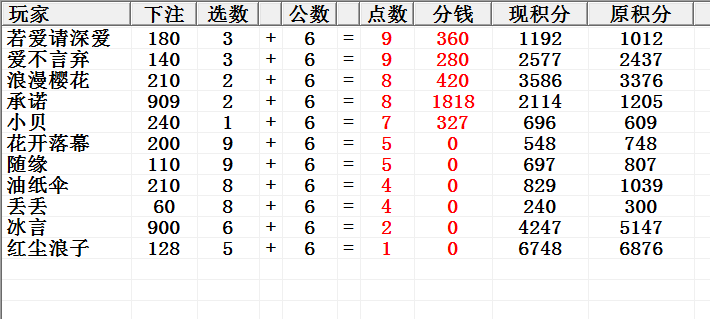 玩家 下注 选数 公数 点数 分钱 现积分 原积分
若爱请深爱 180 3 + 6 = 9 360 1192 1012
爱不言弃 140 3 + 6 = 9 280 2577 2437
浪漫樱花 210 2 + 6 = 8 420 3586 3376
承诺 909 2 + 6 = 8 1818 2114 1205
小贝 240 1 + 6 = 7 327 696 609
花开落幕 200 9 + 6 = 5 0 548 748
随缘 110 9 + 6 = 5 0 697 807
油纸伞 210 8 + 6 = 4 0 829 1039
丢丢 60 8 + 6 = 4 0 240 300
冰言 900 6 + 6 = 2 0 4247 5147
红尘浪子 128 5 + 6 = 1 0 6748 6876